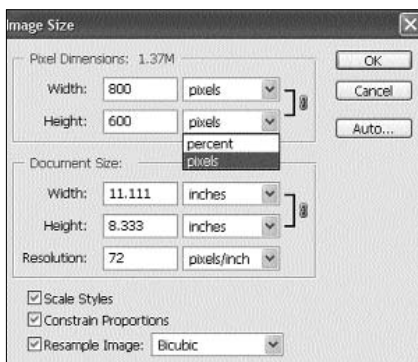 Image Size
Pixel Dimensions: 1.37M
Width: 800 pixels
Height: 600 pixels
percent
pixels
Document Size:
Width: 11.111 inches
Height: 8.333 inches
Resolution: 72 pixels/inch
Scale Styles
Constrain Proportions
Resample Image: Bicubic
OK
Cancel
Auto...